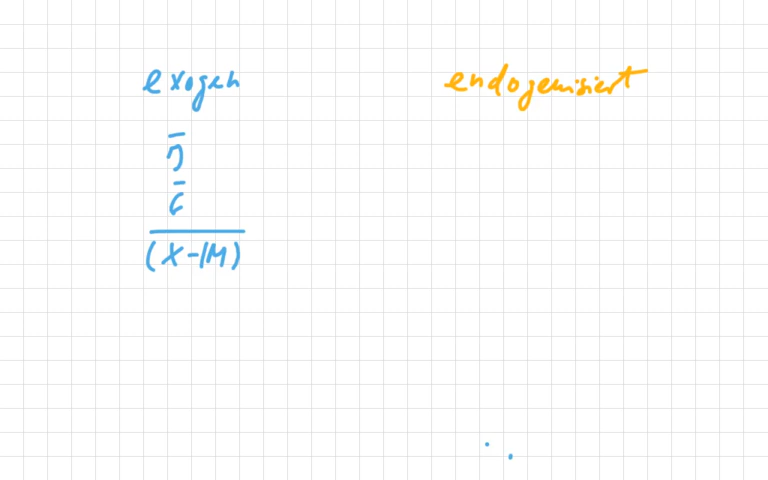 exogen endogenisiert
Ī
Ḡ
(X-IM)